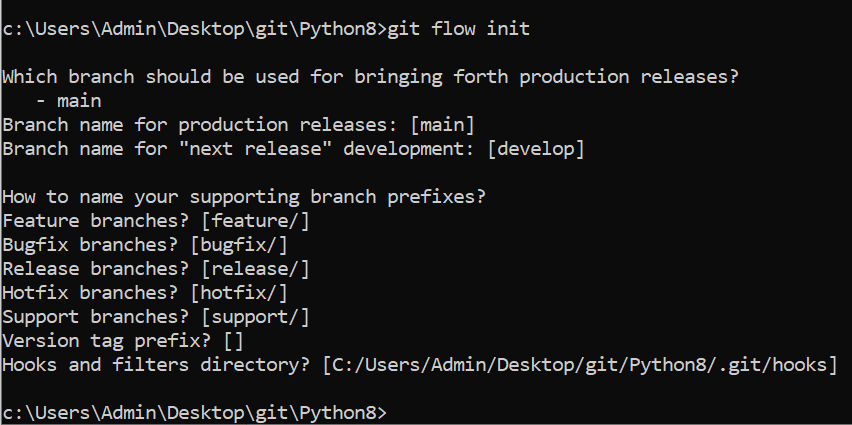 c:\Users\Admin\Desktop\git\Python8>git flow init
Which branch should be used for bringing forth production releases?
   - main
Branch name for production releases: [main]
Branch name for "next release" development: [develop]
How to name your supporting branch prefixes?
Feature branches? [feature/]
Bugfix branches? [bugfix/]
Release branches? [release/]
Hotfix branches? [hotfix/]
Support branches? [support/]
Version tag prefix? []
Hooks and filters directory? [C:/Users/Admin/Desktop/git/Python8/.git/hooks]
c:\Users\Admin\Desktop\git\Python8>